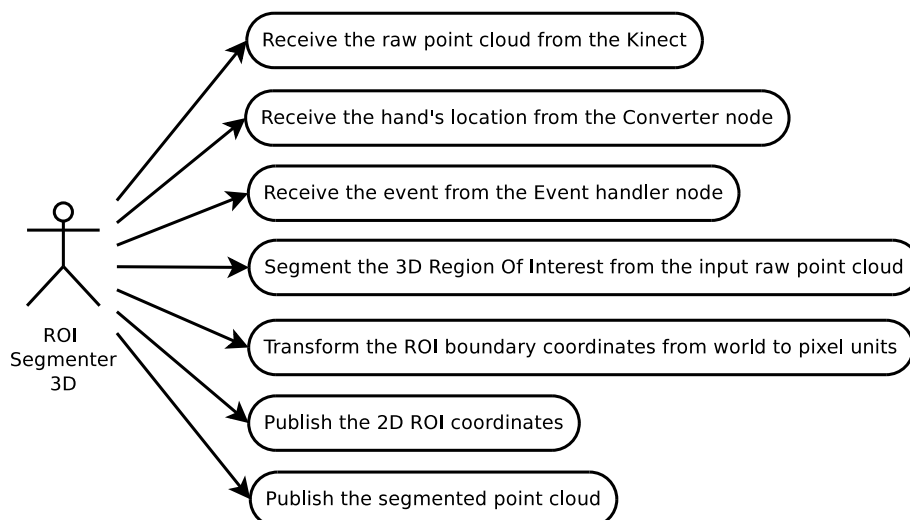 Receive the raw point cloud from the Kinect
Receive the hand's location from the Converter node
Receive the event from the Event handler node
Segment the 3D Region Of Interest from the input raw point cloud
Transform the ROI boundary coordinates from world to pixel units
Publish the 2D ROI coordinates
Publish the segmented point cloud
ROI
Segmenter
3D